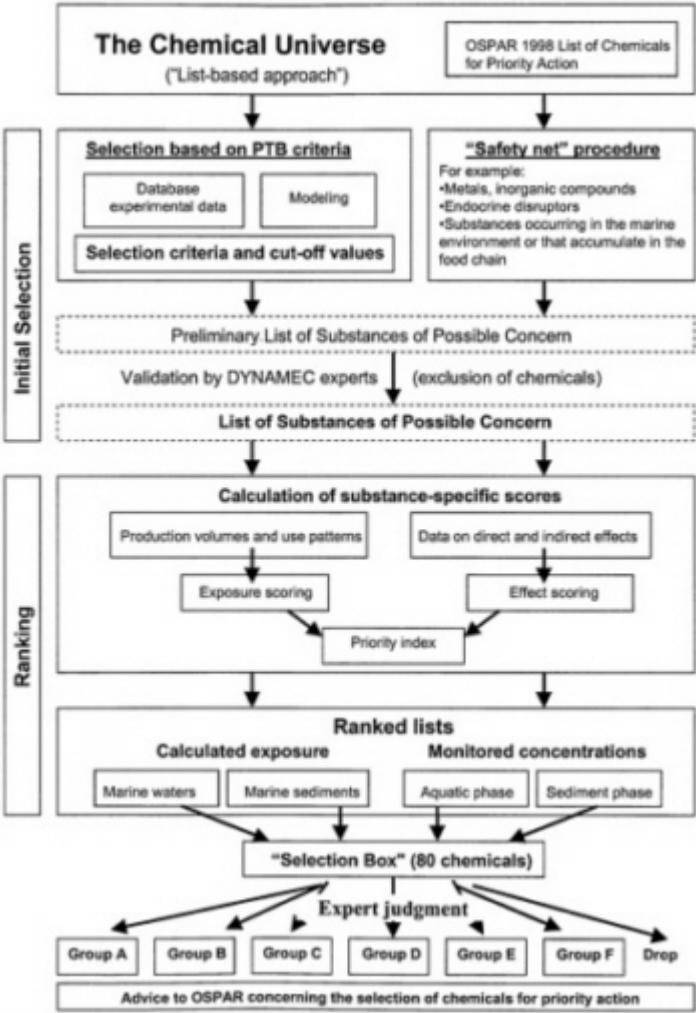 The Chemical Universe
("List-based approach")
OSPAR 1998 List of Chemicals
for Priority Action
Initial Selection
Selection based on PTB criteria
Database
experimental data
Modeling
Selection criteria and cut-off values
"Safety net" procedure
For example:
•Metals, inorganic compounds
•Endocrine disruptors
•Substances occurring in the marine
environment or that accumulate in the
food chain
Preliminary List of Substances of Possible Concern
Validation by DYNAMEC experts (exclusion of chemicals)
List of Substances of Possible Concern
Ranking
Calculation of substance-specific scores
Production volumes and use patterns
Data on direct and indirect effects
Exposure scoring
Effect scoring
Priority index
Ranked lists
Calculated exposure
Monitored concentrations
Marine waters
Marine sediments
Aquatic phase
Sediment phase
"Selection Box" (80 chemicals)
Expert judgment
Group A
Group B
Group C
Group D
Group E
Group F
Drop
Advice to OSPAR concerning the selection of chemicals for priority action